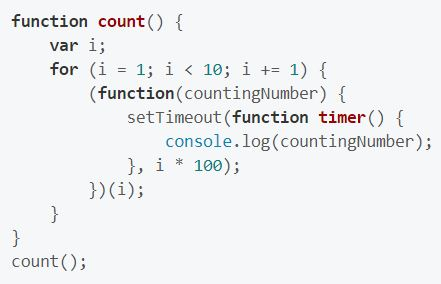 function count() {
    var i;
    for (i = 1; i < 10; i += 1) {
        (function(countingNumber) {
            setTimeout(function timer() {
                console.log(countingNumber);
            }, i * 100);
        })(i);
    }
}
count();